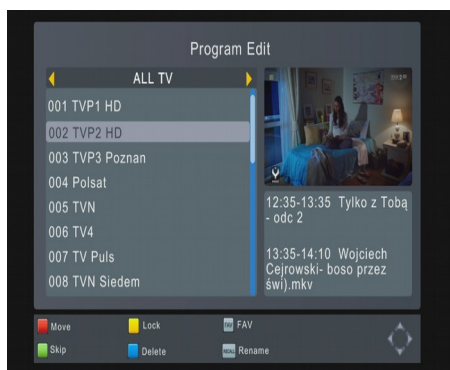 Program Edit
ALL TV
001 TVP1 HD
002 TVP2 HD
003 TVP3 Poznan
004 Polsat
005 TVN
006 TV4
007 TV Puls
008 TVN Siedem
12:35-13:35 Tylko z Tobą
- odc 2
13:35-14:10 Wojciech
Cejrowski- boso przez
świ).mkv
Move
Lock
FAV
FAV
Skip
Delete
RECALL
Rename